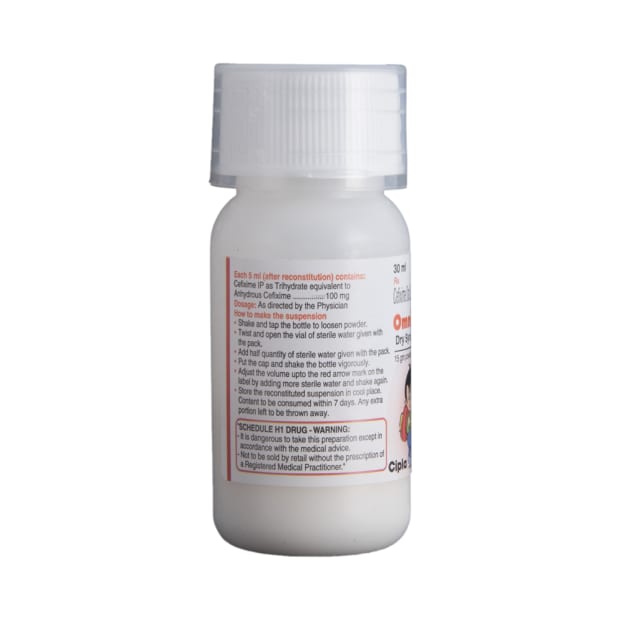 Each 5 ml (after reconstitution) contains:
Cefixime IP as Trihydrate equivalent to
Anhydrous Cefixime ...............100 mg
Dosage: As directed by the Physician
How to make the suspension
• Shake and tap the bottle to loosen powder.
• Twist and open the vial of sterile water given with
the pack.
• Add half quantity of sterile water given with the pack.
• Put the cap and shake the bottle vigorously.
• Adjust the volume upto the red arrow mark on the
label by adding more sterile water and shake again.
• Store the reconstituted suspension in cool place.
Content to be consumed within 7 days. Any extra
portion left to be thrown away.
"SCHEDULE H1 DRUG - WARNING:
- It is dangerous to take this preparation except in
accordance with the medical advice.
- Not to be sold by retail without the prescription of
a Registered Medical Practitioner."
30 ml
Rx
Cefixime
Om
Dry Sy
15 gm
Cipla